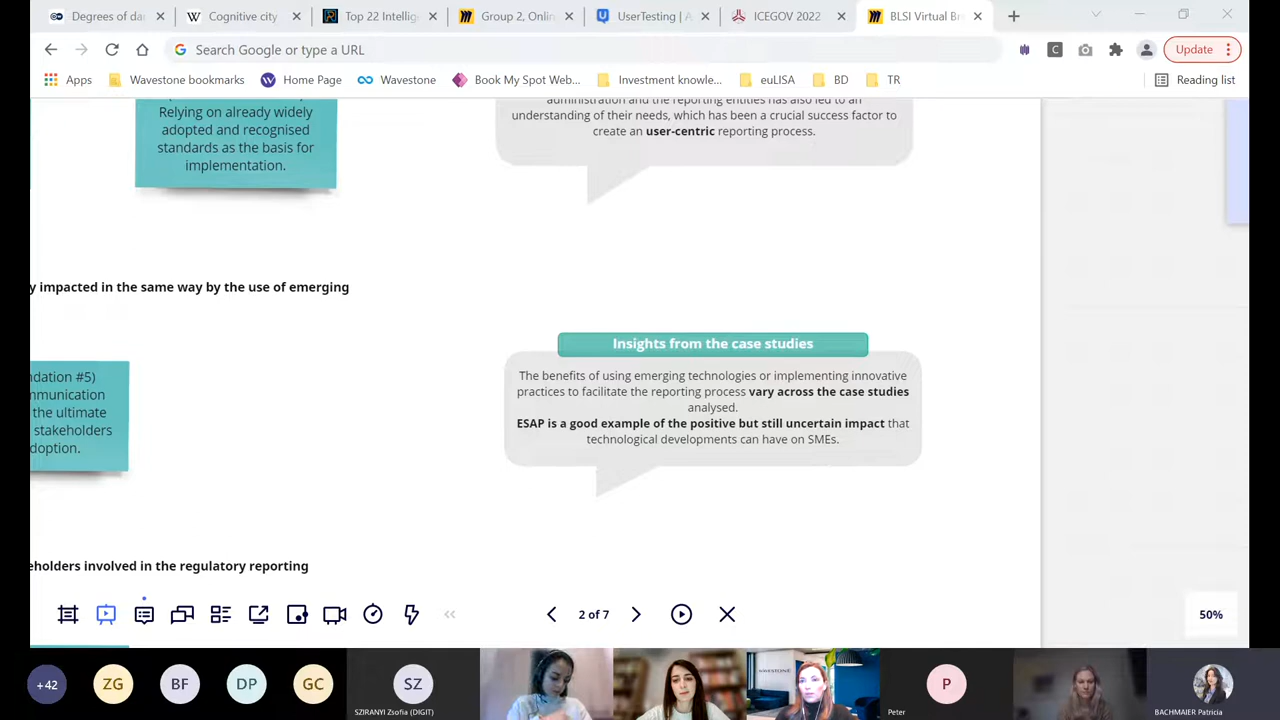 Degrees of da
Cognitive city
Top 22 Intellig
Group 2, Onlin
UserTesting | A
ICEGOV 2022
BLSI Virtual Br
Search Google or type a URL
Update
Apps
Wavestone bookmarks
Home Page
Wavestone
Book My Spot Web...
Investment knowle...
euLISA
BD
TR
Reading list
Relying on already widely
adopted and recognised
standards as the basis for
implementation.
administration and the reporting entities has also led to an
understanding of their needs, which has been a crucial success factor to
create an user-centric reporting process.
y impacted in the same way by the use of emerging
ndation #5)
mmunication
the ultimate
stakeholders
doption.
Insights from the case studies
The benefits of using emerging technologies or implementing innovative
practices to facilitate the reporting process vary across the case studies
analysed.
ESAP is a good example of the positive but still uncertain impact that
technological developments can have on SMEs.
eholders involved in the regulatory reporting
2 of 7
50%
+42
ZG
BF
DP
GC
SZ
SZIRANYI Zsofia (DIGIT)
WAVESTONE
P
Peter
BACHMAIER Patricia